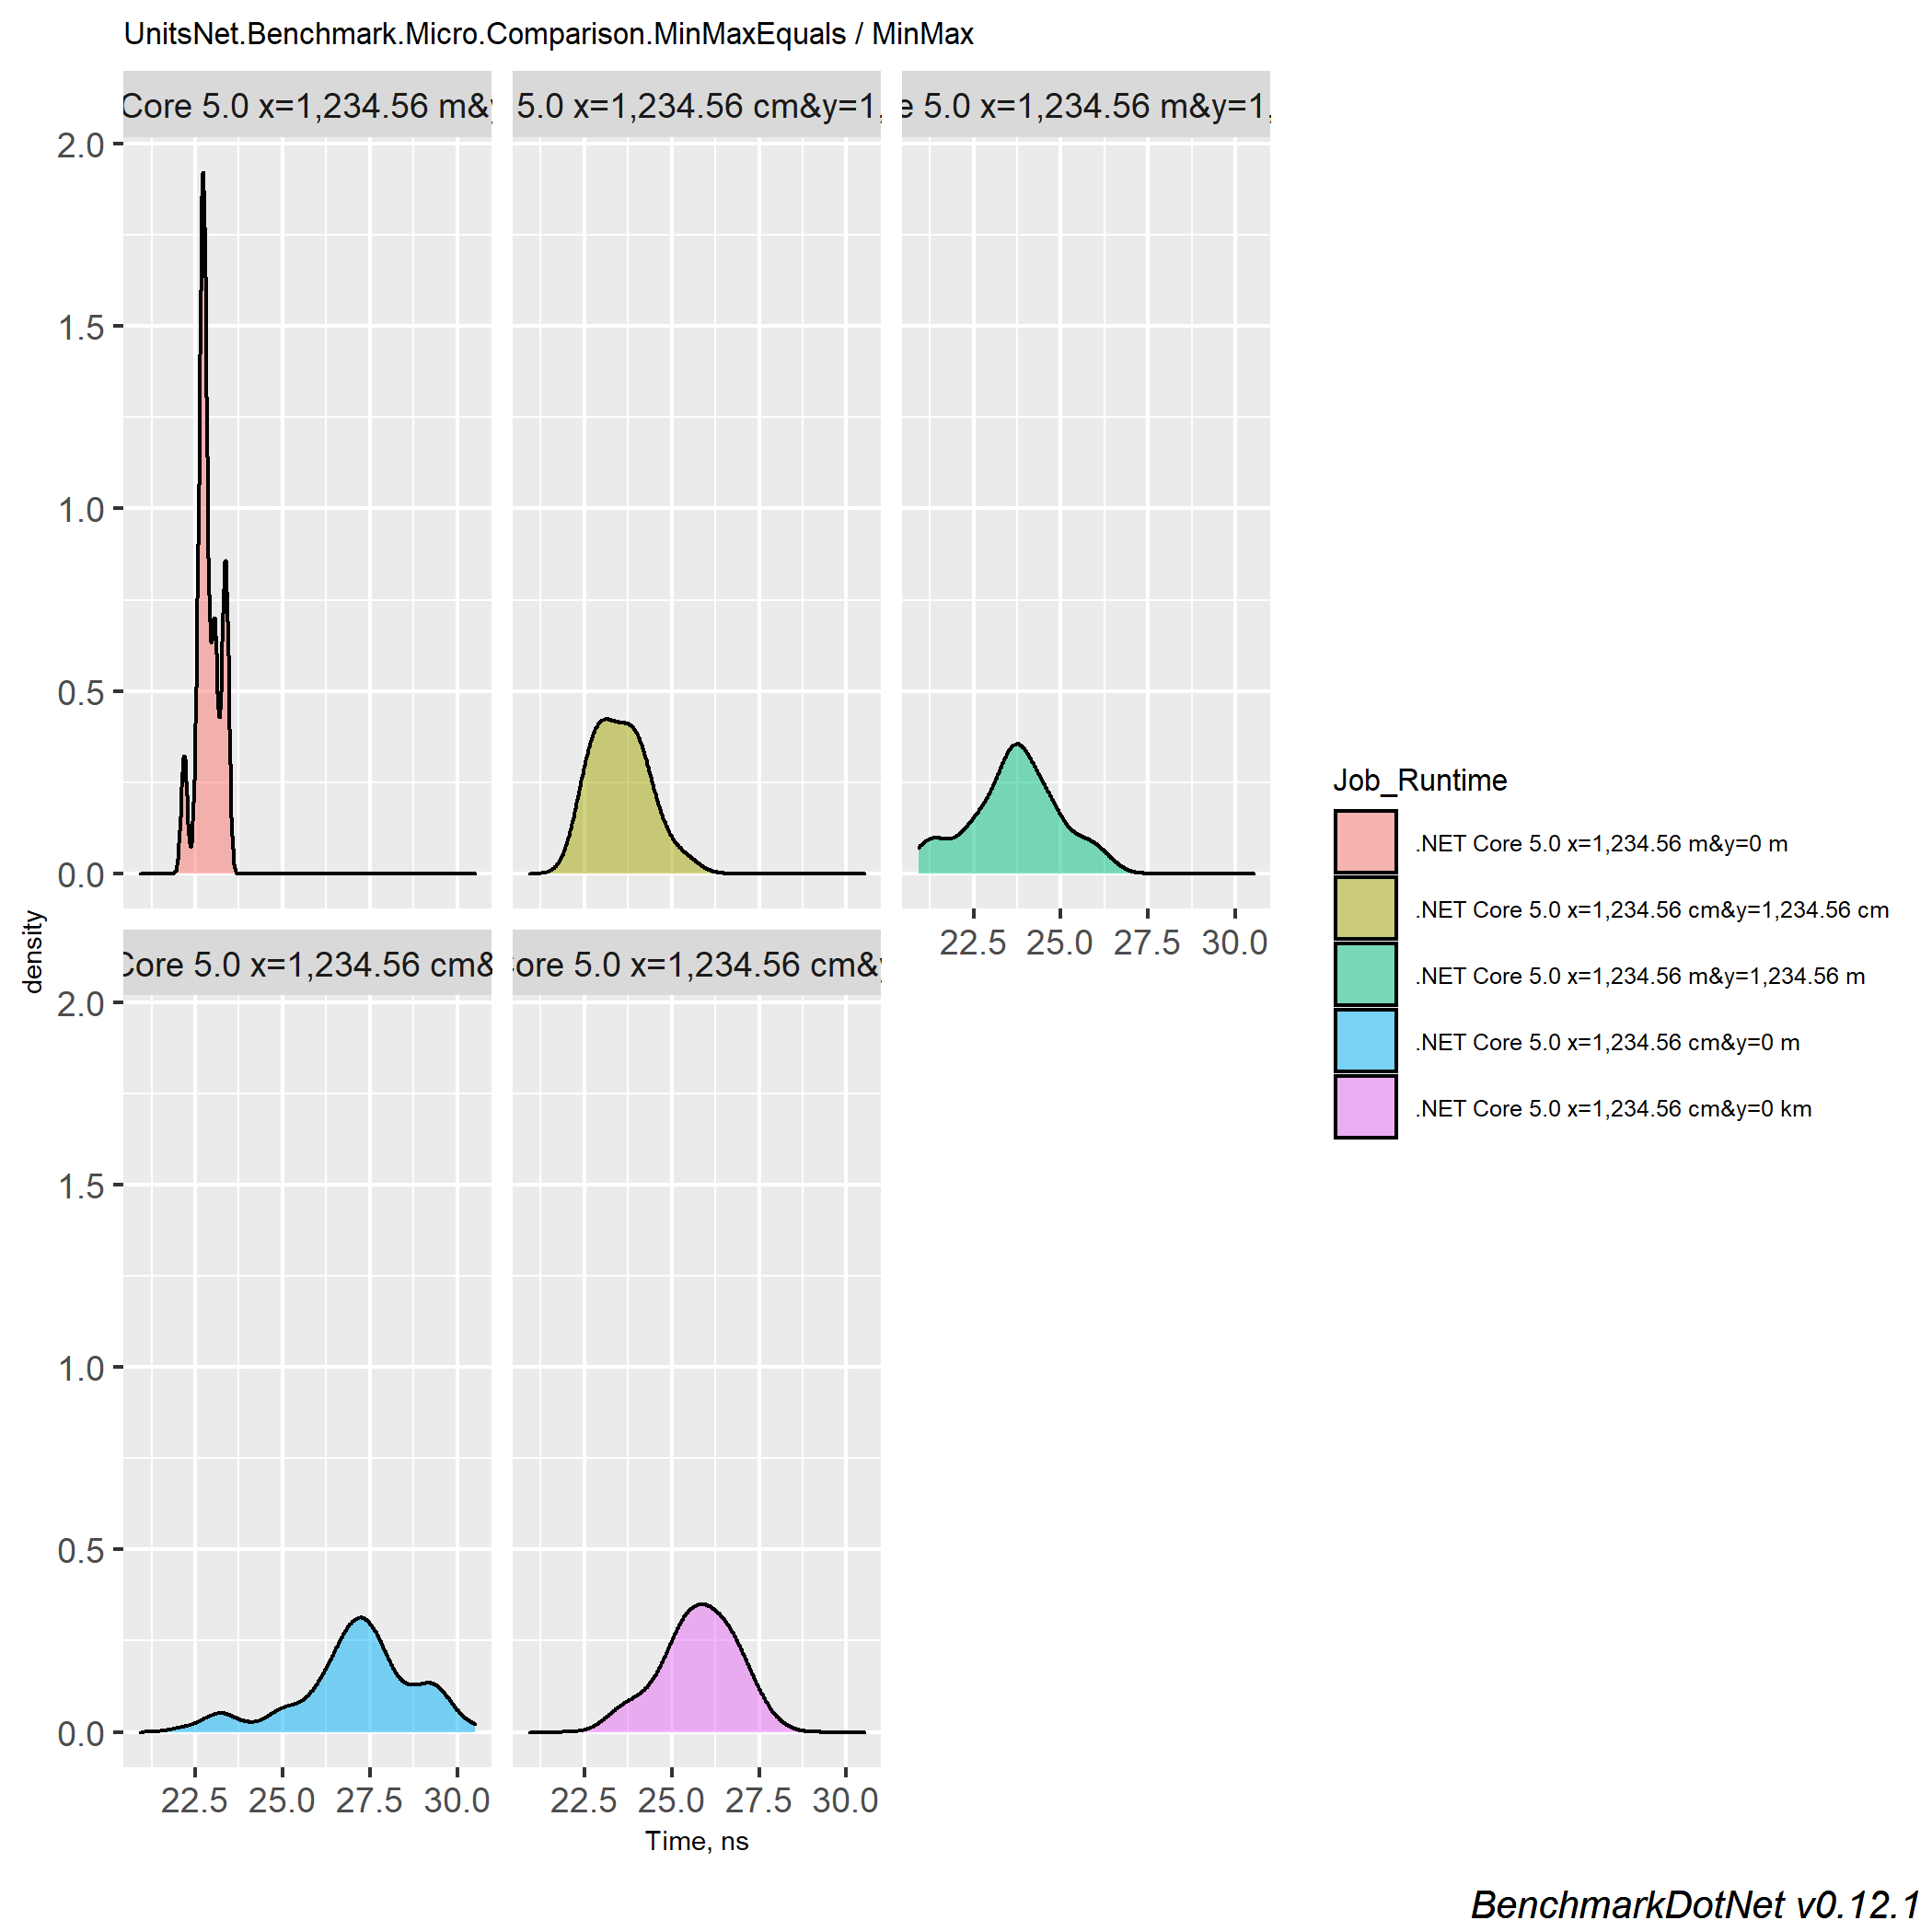 UnitsNet.Benchmark.Micro.Comparison.MinMaxEquals / MinMax
Core 5.0 x=1,234.56 m&
5.0 x=1,234.56 cm&y=1,
e 5.0 x=1,234.56 m&y=1,
2.0
1.5
1.0
0.5
0.0
22.5 25.0 27.5 30.0
Core 5.0 x=1,234.56 cm&
Core 5.0 x=1,234.56 cm&
2.0
1.5
1.0
0.5
0.0
22.5 25.0 27.5 30.0
22.5 25.0 27.5 30.0
density
Time, ns
Job_Runtime
.NET Core 5.0 x=1,234.56 m&y=0 m
.NET Core 5.0 x=1,234.56 cm&y=1,234.56 cm
.NET Core 5.0 x=1,234.56 m&y=1,234.56 m
.NET Core 5.0 x=1,234.56 cm&y=0 m
.NET Core 5.0 x=1,234.56 cm&y=0 km
BenchmarkDotNet v0.12.1